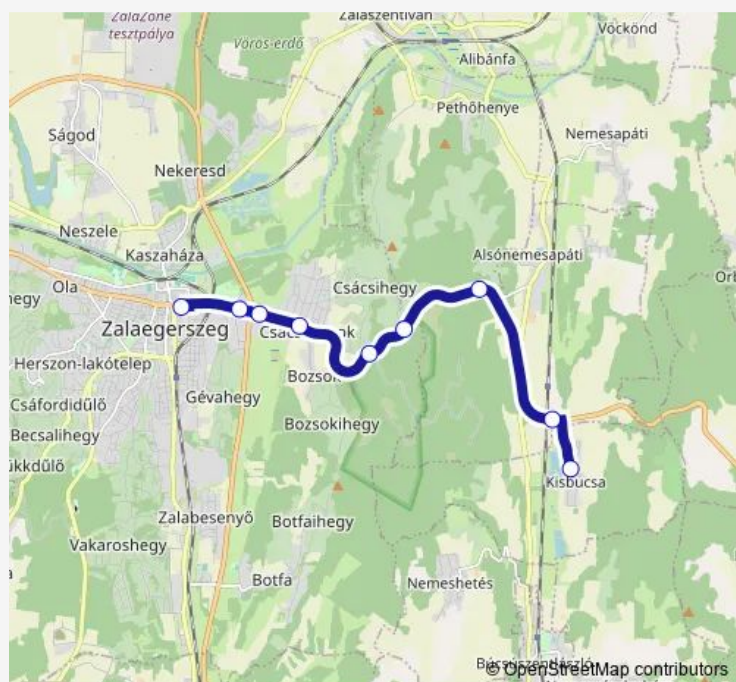 ZalaZone
tesztpálya
Zalaszentiván
Vöckönd
Vörös-erdő
Alibánfa
Pethőhenye
Ságod
Nemesapáti
Nekeresd
Neszele
Kaszaháza
Alsónemesapáti
Ola
Csácsihegy
hegy
Zalaegerszeg
Herszon-lakótelep
Gévahegy
Csáfordidűlő
Bozsokihegy
Becsalihegy
Kisbucsa
Zalabesenyő
Botfaihegy
Vakaroshegy
Botfa
Nemeshetés
© OpenStreetMap contributors